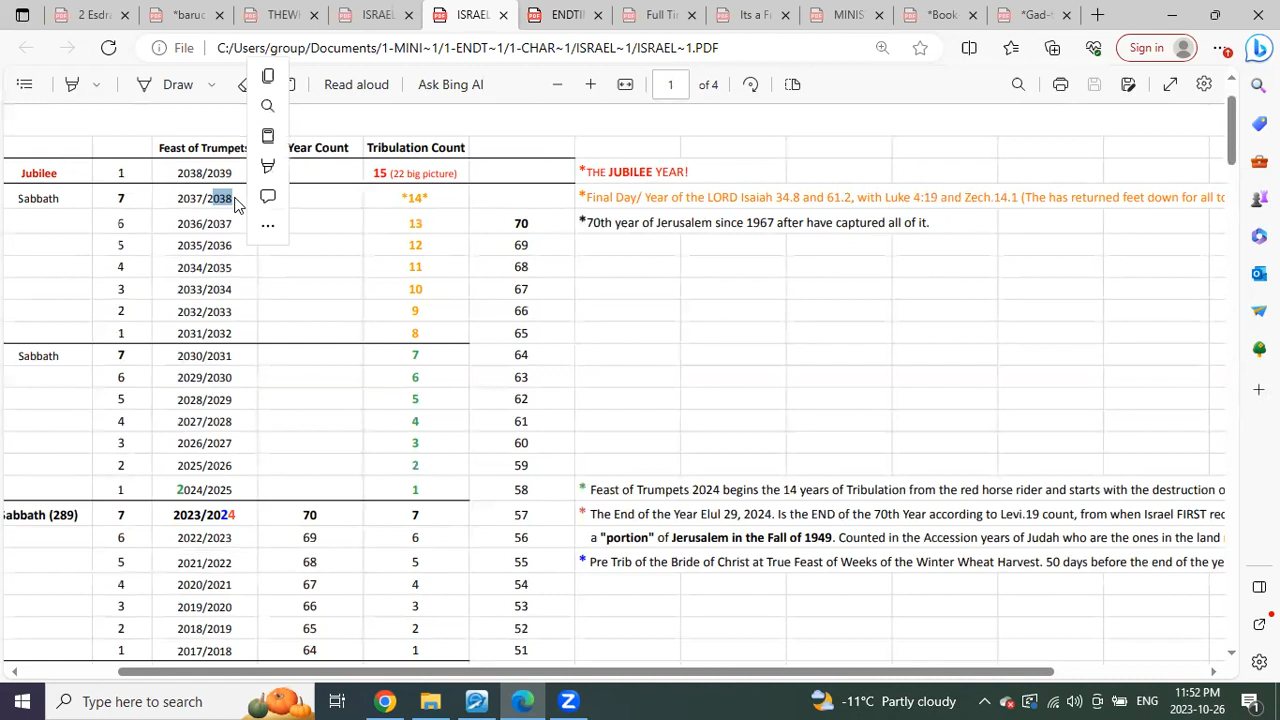 2 Esdra
*baruc
THEWI
ISRAEL
ISRAEL
ENDTI
Full Tim
Its a Fr
MINIS
*Book
*Gad-t
File C:/Users/group/Documents/1-MINI~1/1-ENDT~1/1-CHAR~1/ISRAEL~1/ISRAEL~1.PDF Sign in
Draw Read aloud Ask Bing AI 1 of 4
Feast of Trumpets Year Count Tribulation Count
Jubilee 1 2038/2039 15 (22 big picture) *THE JUBILEE YEAR!
Sabbath 7 2037/2038 *14* *Final Day/ Year of the LORD Isaiah 34.8 and 61.2, with Luke 4:19 and Zech.14.1 (The has returned feet down for all to
6 2036/2037 13 70 *70th year of Jerusalem since 1967 after have captured all of it.
5 2035/2036 12 69
4 2034/2035 11 68
3 2033/2034 10 67
2 2032/2033 9 66
1 2031/2032 8 65
Sabbath 7 2030/2031 7 64
6 2029/2030 6 63
5 2028/2029 5 62
4 2027/2028 4 61
3 2026/2027 3 60
2 2025/2026 2 59
1 2024/2025 1 58 * Feast of Trumpets 2024 begins the 14 years of Tribulation from the red horse rider and starts with the destruction o
Sabbath (289) 7 2023/2024 70 7 57 * The End of the Year Elul 29, 2024. Is the END of the 70th Year according to Levi.19 count, from when Israel FIRST rec
6 2022/2023 69 6 56 a "portion" of Jerusalem in the Fall of 1949. Counted in the Accession years of Judah who are the ones in the land
5 2021/2022 68 5 55 * Pre Trib of the Bride of Christ at True Feast of Weeks of the Winter Wheat Harvest. 50 days before the end of the ye
4 2020/2021 67 4 54
3 2019/2020 66 3 53
2 2018/2019 65 2 52
1 2017/2018 64 1 51
Type here to search -11°C Partly cloudy ENG 11:52 PM
2023-10-26